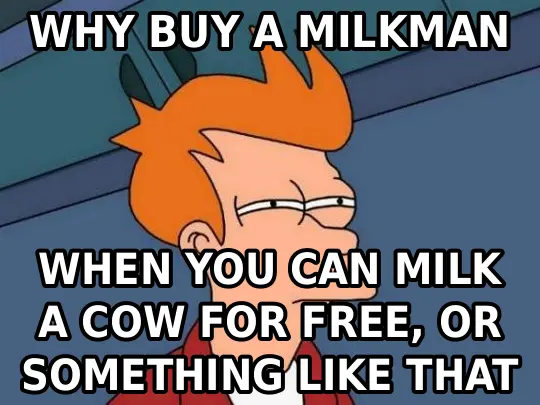 WHY BUY A MILKMAN
WHEN YOU CAN MILK
A COW FOR FREE, OR
SOMETHING LIKE THAT